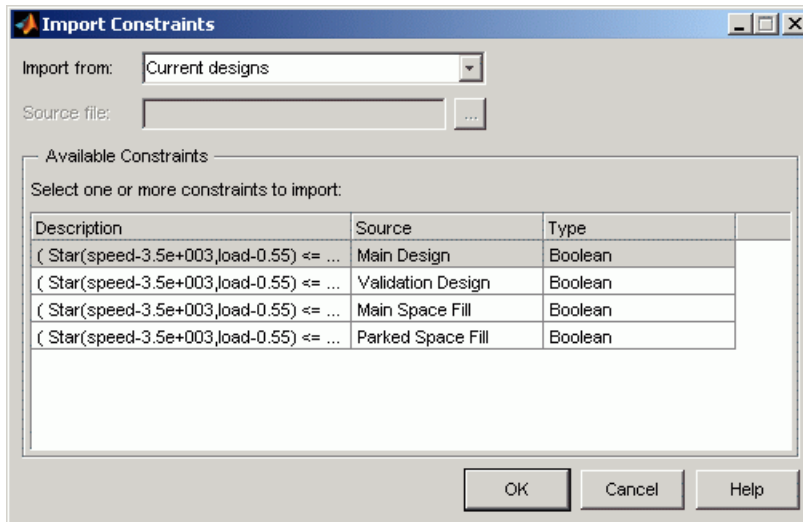 Import Constraints
Import from: Current designs
Source file: ...
Available Constraints
Select one or more constraints to import:
Description Source Type
( Star(speed-3.5e+003,load-0.55) <= ... Main Design Boolean
( Star(speed-3.5e+003,load-0.55) <= ... Validation Design Boolean
( Star(speed-3.5e+003,load-0.55) <= ... Main Space Fill Boolean
( Star(speed-3.5e+003,load-0.55) <= ... Parked Space Fill Boolean
OK Cancel Help